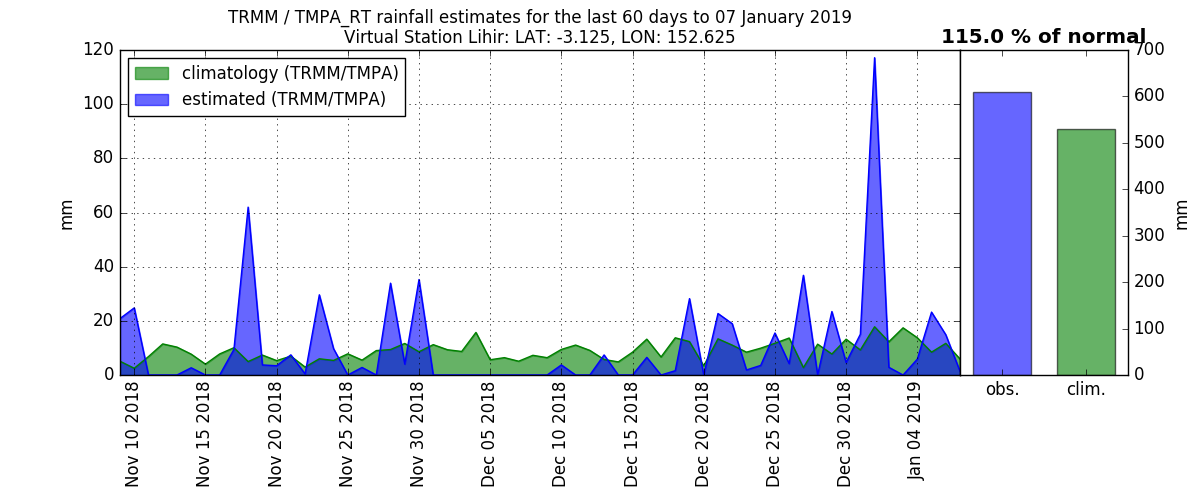 TRMM / TMPA_RT rainfall estimates for the last 60 days to 07 January 2019
Virtual Station Lihir: LAT: -3.125, LON: 152.625
115.0 % of normal
climatology (TRMM/TMPA)
estimated (TRMM/TMPA)
120
100
80
60
40
20
0
mm
700
600
500
400
300
200
100
0
mm
Nov 10 2018
Nov 15 2018
Nov 20 2018
Nov 25 2018
Nov 30 2018
Dec 05 2018
Dec 10 2018
Dec 15 2018
Dec 20 2018
Dec 25 2018
Dec 30 2018
Jan 04 2019
obs.
clim.